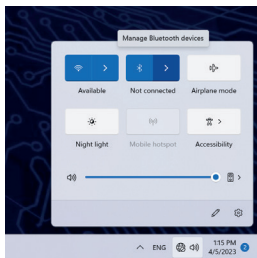 Manage Bluetooth devices
Available Not connected Airplane mode
Night light Mobile hotspot Accessibility
ENG 1:15 PM
4/5/2023 2